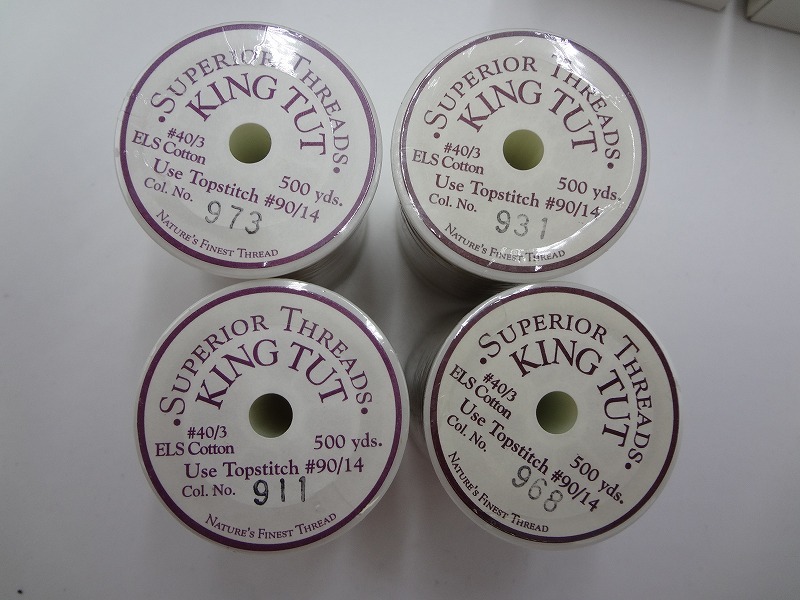 ·SUPERIOR THREADS·
KING TUT
#40/3
ELS Cotton
500 yds.
Use Topstitch #90/14
Col. No. 973
NATURE'S FINEST THREAD
·SUPERIOR THREADS·
KING TUT
#40/3
ELS Cotton
500 yds.
Use Topstitch #90/14
Col. No. 931
NATURE'S FINEST THREAD
·SUPERIOR THREADS·
KING TUT
#40/3
ELS Cotton
500 yds.
Use Topstitch #90/14
Col. No. 911
NATURE'S FINEST THREAD
·SUPERIOR THREADS·
KING TUT
#40/3
ELS Cotton
500 yds.
Use Topstitch #90/14
Col. No. 968
NATURE'S FINEST THREAD